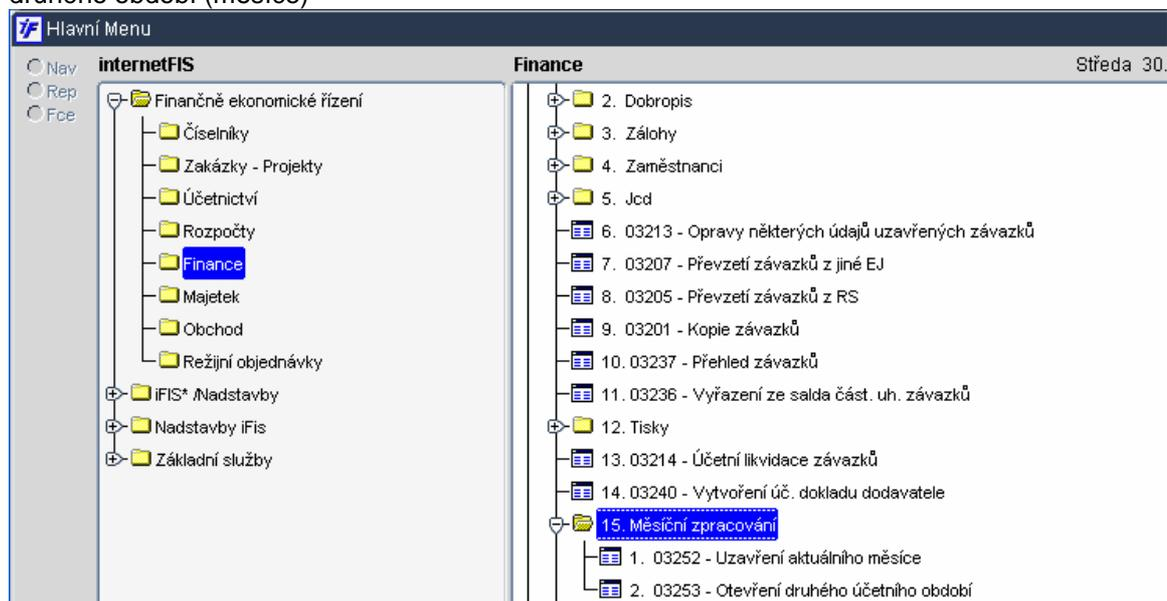 druhého období (měsíce)
Hlavní Menu
Nav
Rep
Fce
internetFIS
Finančně ekonomické řízení
Číselníky
Zakázky - Projekty
Účetnictví
Rozpočty
Finance
Majetek
Obchod
Režijní objednávky
iFIS* /Nadstavby
Nadstavby iFis
Základní služby
Finance
Středa 30.
2. Dobropis
3. Zálohy
4. Zaměstnanci
5. Jcd
6. 03213 - Opravy některých údajů uzavřených závazků
7. 03207 - Převzetí závazků z jiné EJ
8. 03205 - Převzetí závazků z RS
9. 03201 - Kopie závazků
10. 03237 - Přehled závazků
11. 03236 - Vyřazení ze salda část. uh. závazků
12. Tisky
13. 03214 - Účetní likvidace závazků
14. 03240 - Vytvoření úč. dokladu dodavatele
15. Měsíční zpracování
1. 03252 - Uzavření aktuálního měsíce
2. 03253 - Otevření druhého účetního období